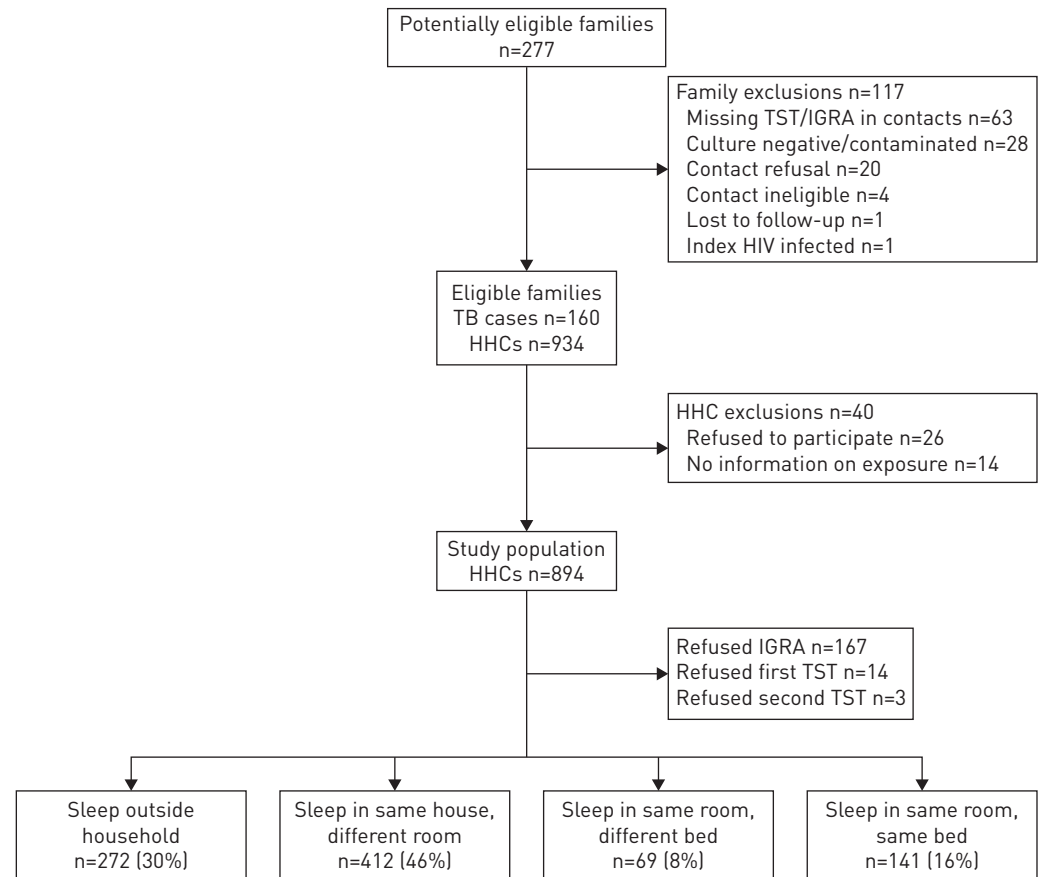 Potentially eligible families
n=277
Family exclusions n=117
Missing TST/IGRA in contacts n=63
Culture negative/contaminated n=28
Contact refusal n=20
Contact ineligible n=4
Lost to follow-up n=1
Index HIV infected n=1
Eligible families
TB cases n=160
HHCs n=934
HHC exclusions n=40
Refused to participate n=26
No information on exposure n=14
Study population
HHCs n=894
Refused IGRA n=167
Refused first TST n=14
Refused second TST n=3
Sleep outside
household
n=272 (30%)
Sleep in same house,
different room
n=412 (46%)
Sleep in same room,
different bed
n=69 (8%)
Sleep in same room,
same bed
n=141 (16%)